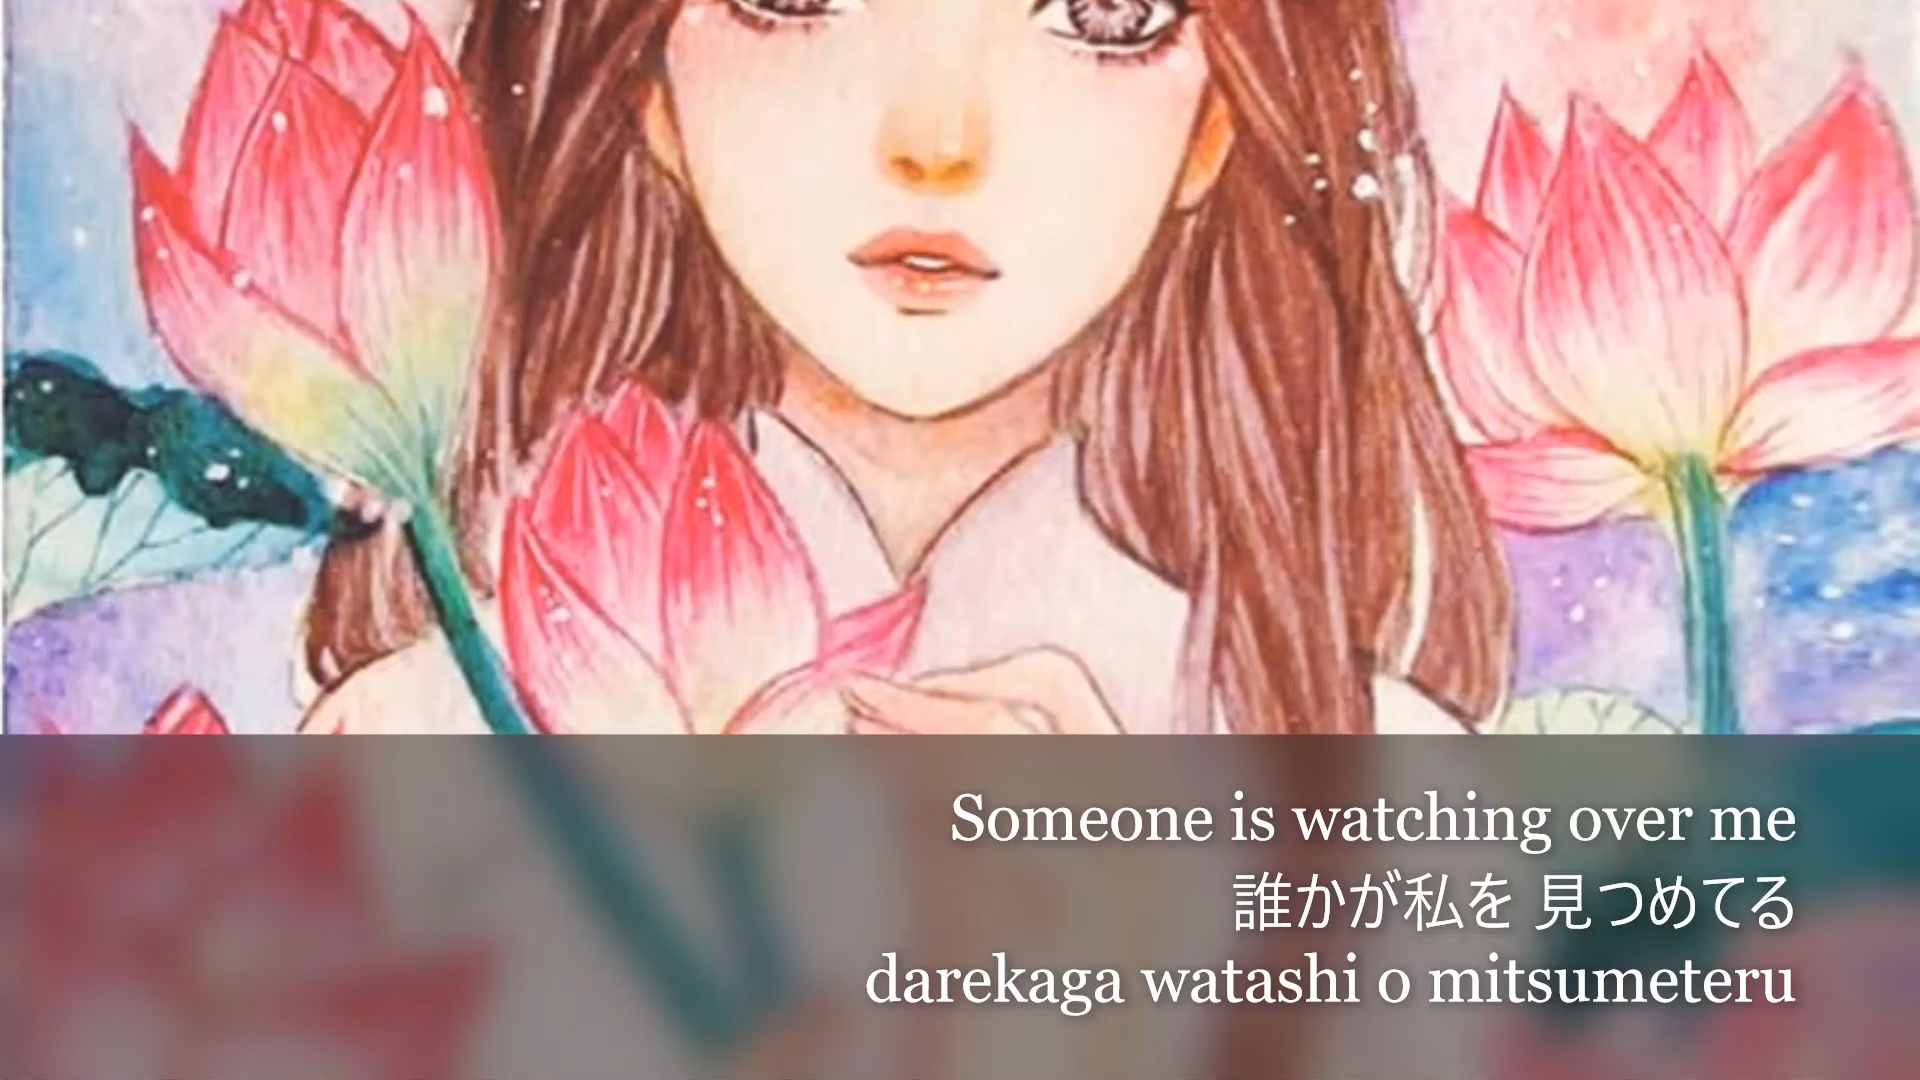 Someone is watching over me
誰かが私を 見つめてる
darekaga watashi o mitsumeteru